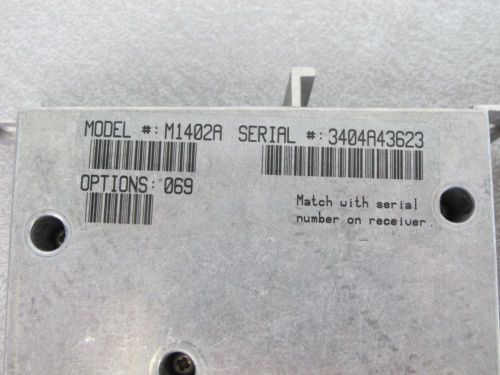 MODEL #: M1402A SERIAL #: 3404A43623
OPTIONS: 069
Match with serial
number on receiver.